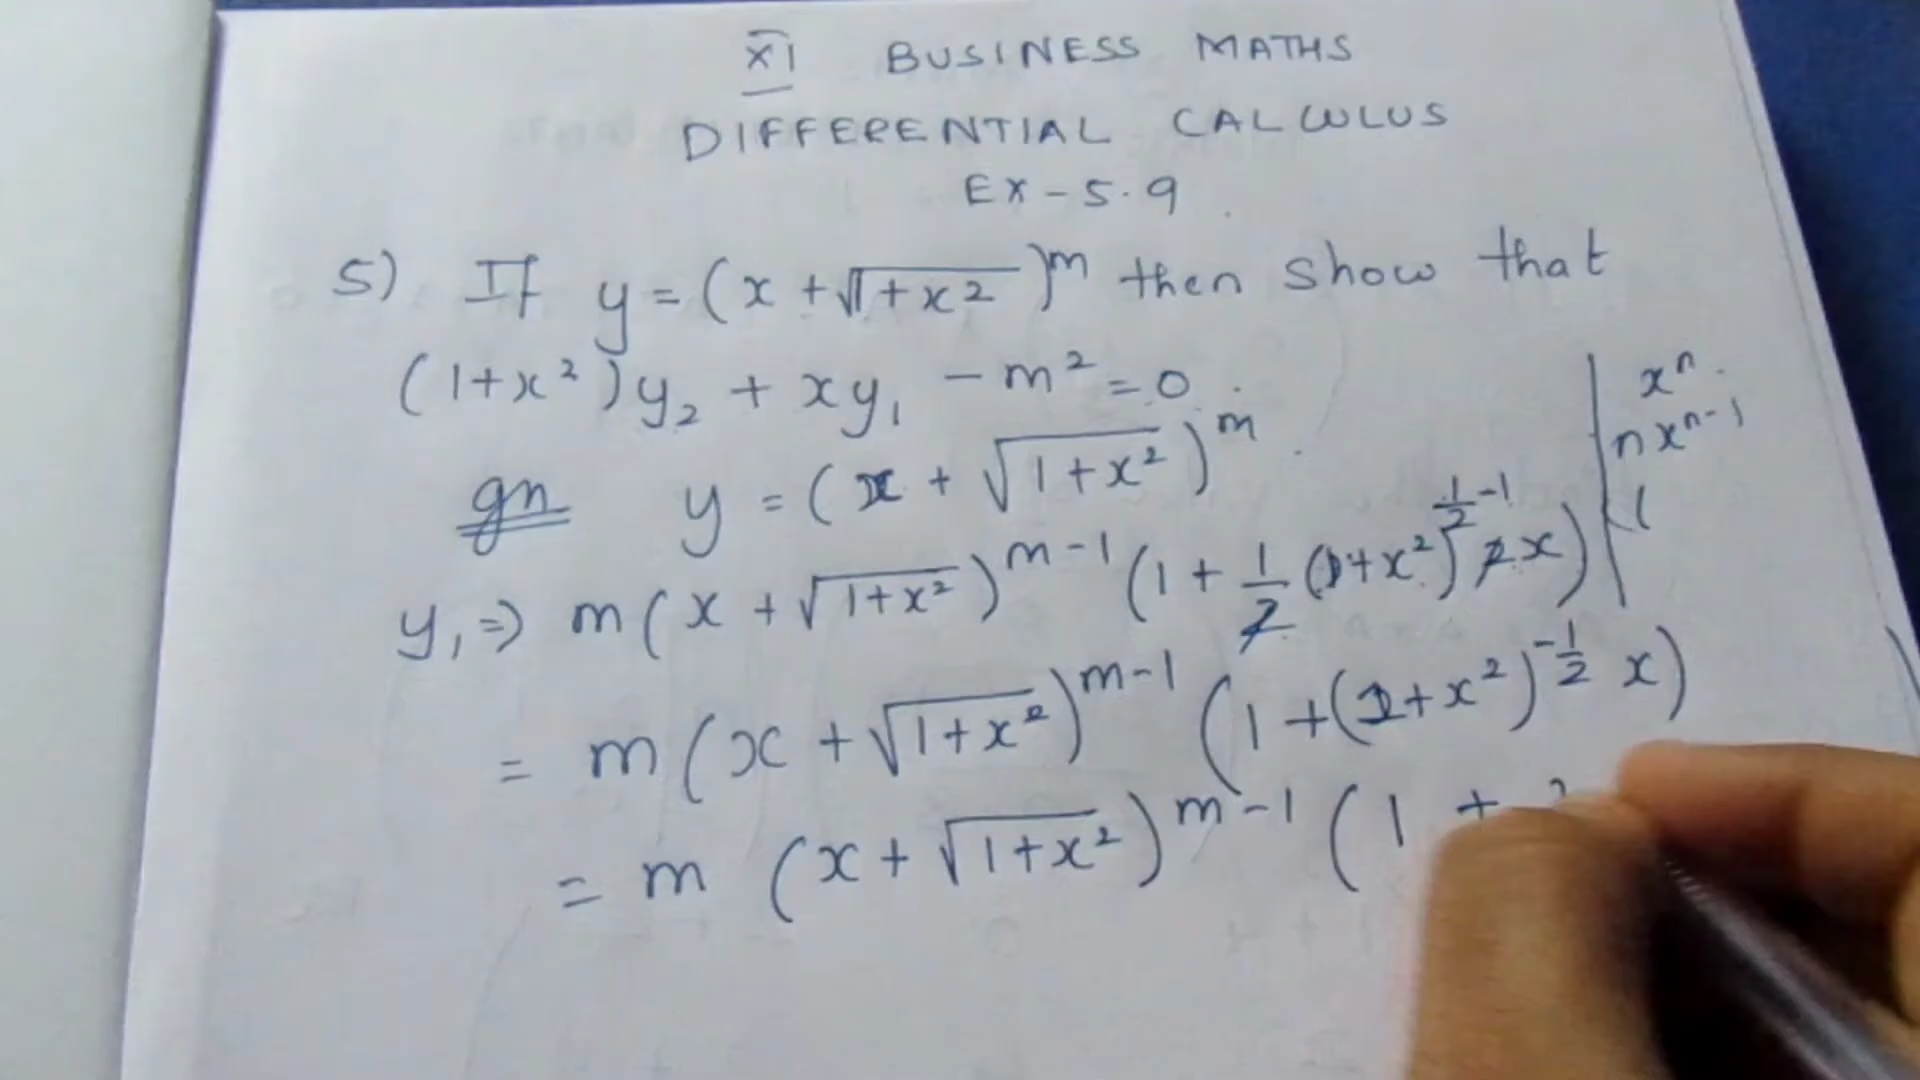 XI BUSINESS MATHS
DIFFERENTIAL CALCULUS
EX-5.9
5) If y = (x + √1+x²)ᵐ then show that
(1+x²)y₂ + xy₁ - m² = 0.
gn y = (x + √1+x²)ᵐ.
xⁿ.
nxⁿ⁻¹
y₁ ⇒ m(x + √1+x²)ᵐ⁻¹ (1 + 1/2 (1+x²)^(1/2 -1) 2x)
= m(x + √1+x²)ᵐ⁻¹ (1 + (1+x²)^(-1/2) x)
= m (x + √1+x²)ᵐ⁻¹ (1 +